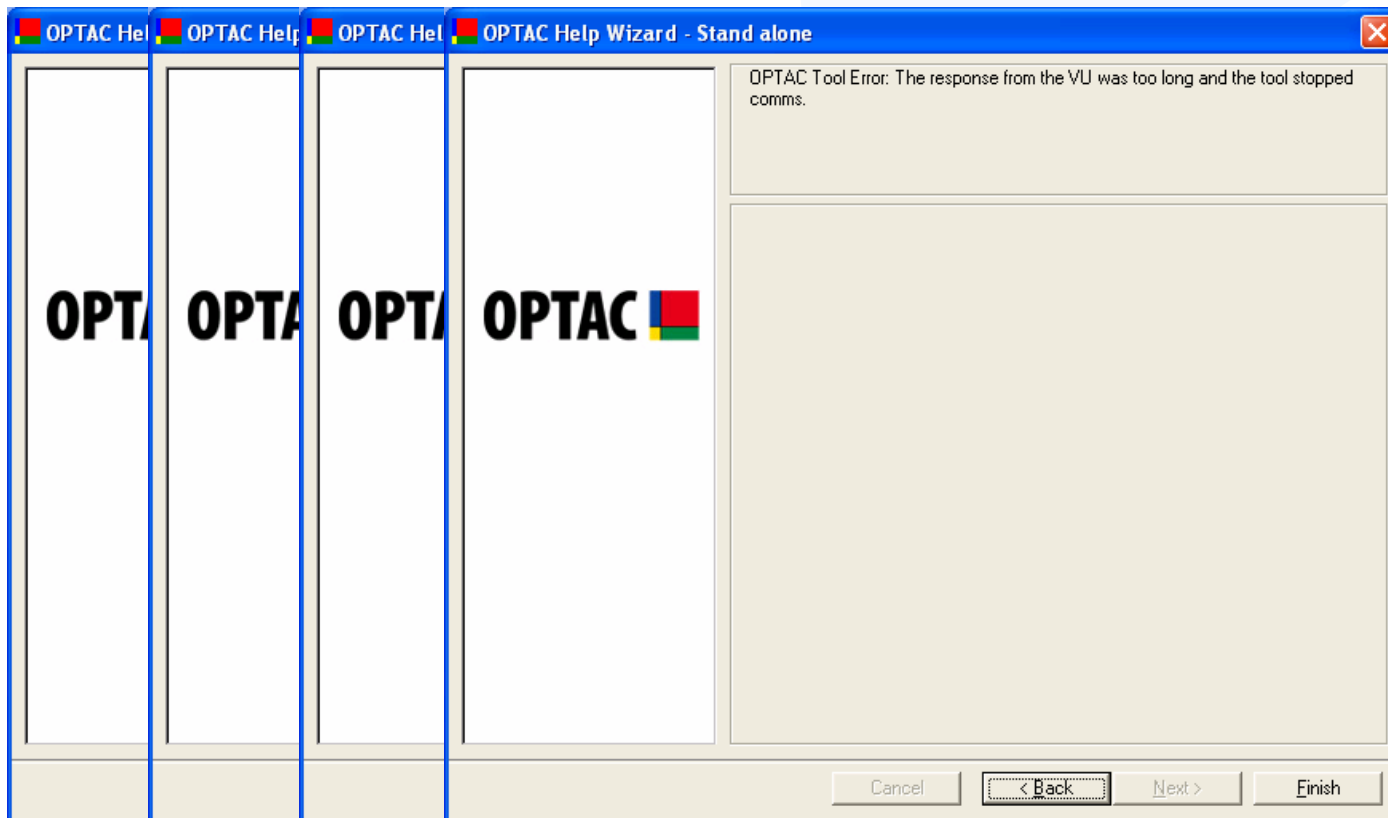 OPTAC Hel
OPTAC Help
OPTAC Hel
OPTAC Help Wizard - Stand alone
OPTAC Tool Error: The response from the VU was too long and the tool stopped
comms.
OPTA
OPTA
OPTA
OPTAC
Cancel
< Back
Next >
Finish